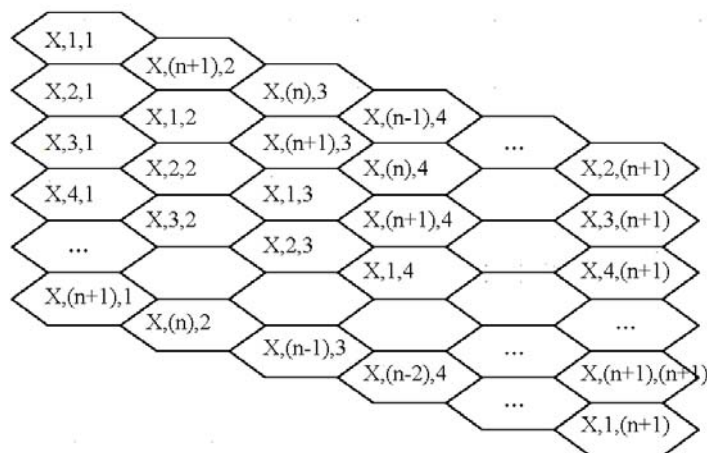 X,1,1
X,2,1
X,3,1
X,4,1
...
X,(n+1),1
X,(n+1),2
X,1,2
X,2,2
X,3,2
X,(n),2
X,(n),3
X,(n+1),3
X,1,3
X,2,3
X,(n-1),3
X,(n-1),4
X,(n),4
X,(n+1),4
X,1,4
X,(n-2),4
...
...
...
X,2,(n+1)
X,3,(n+1)
X,4,(n+1)
...
X,(n+1),(n+1)
X,1,(n+1)